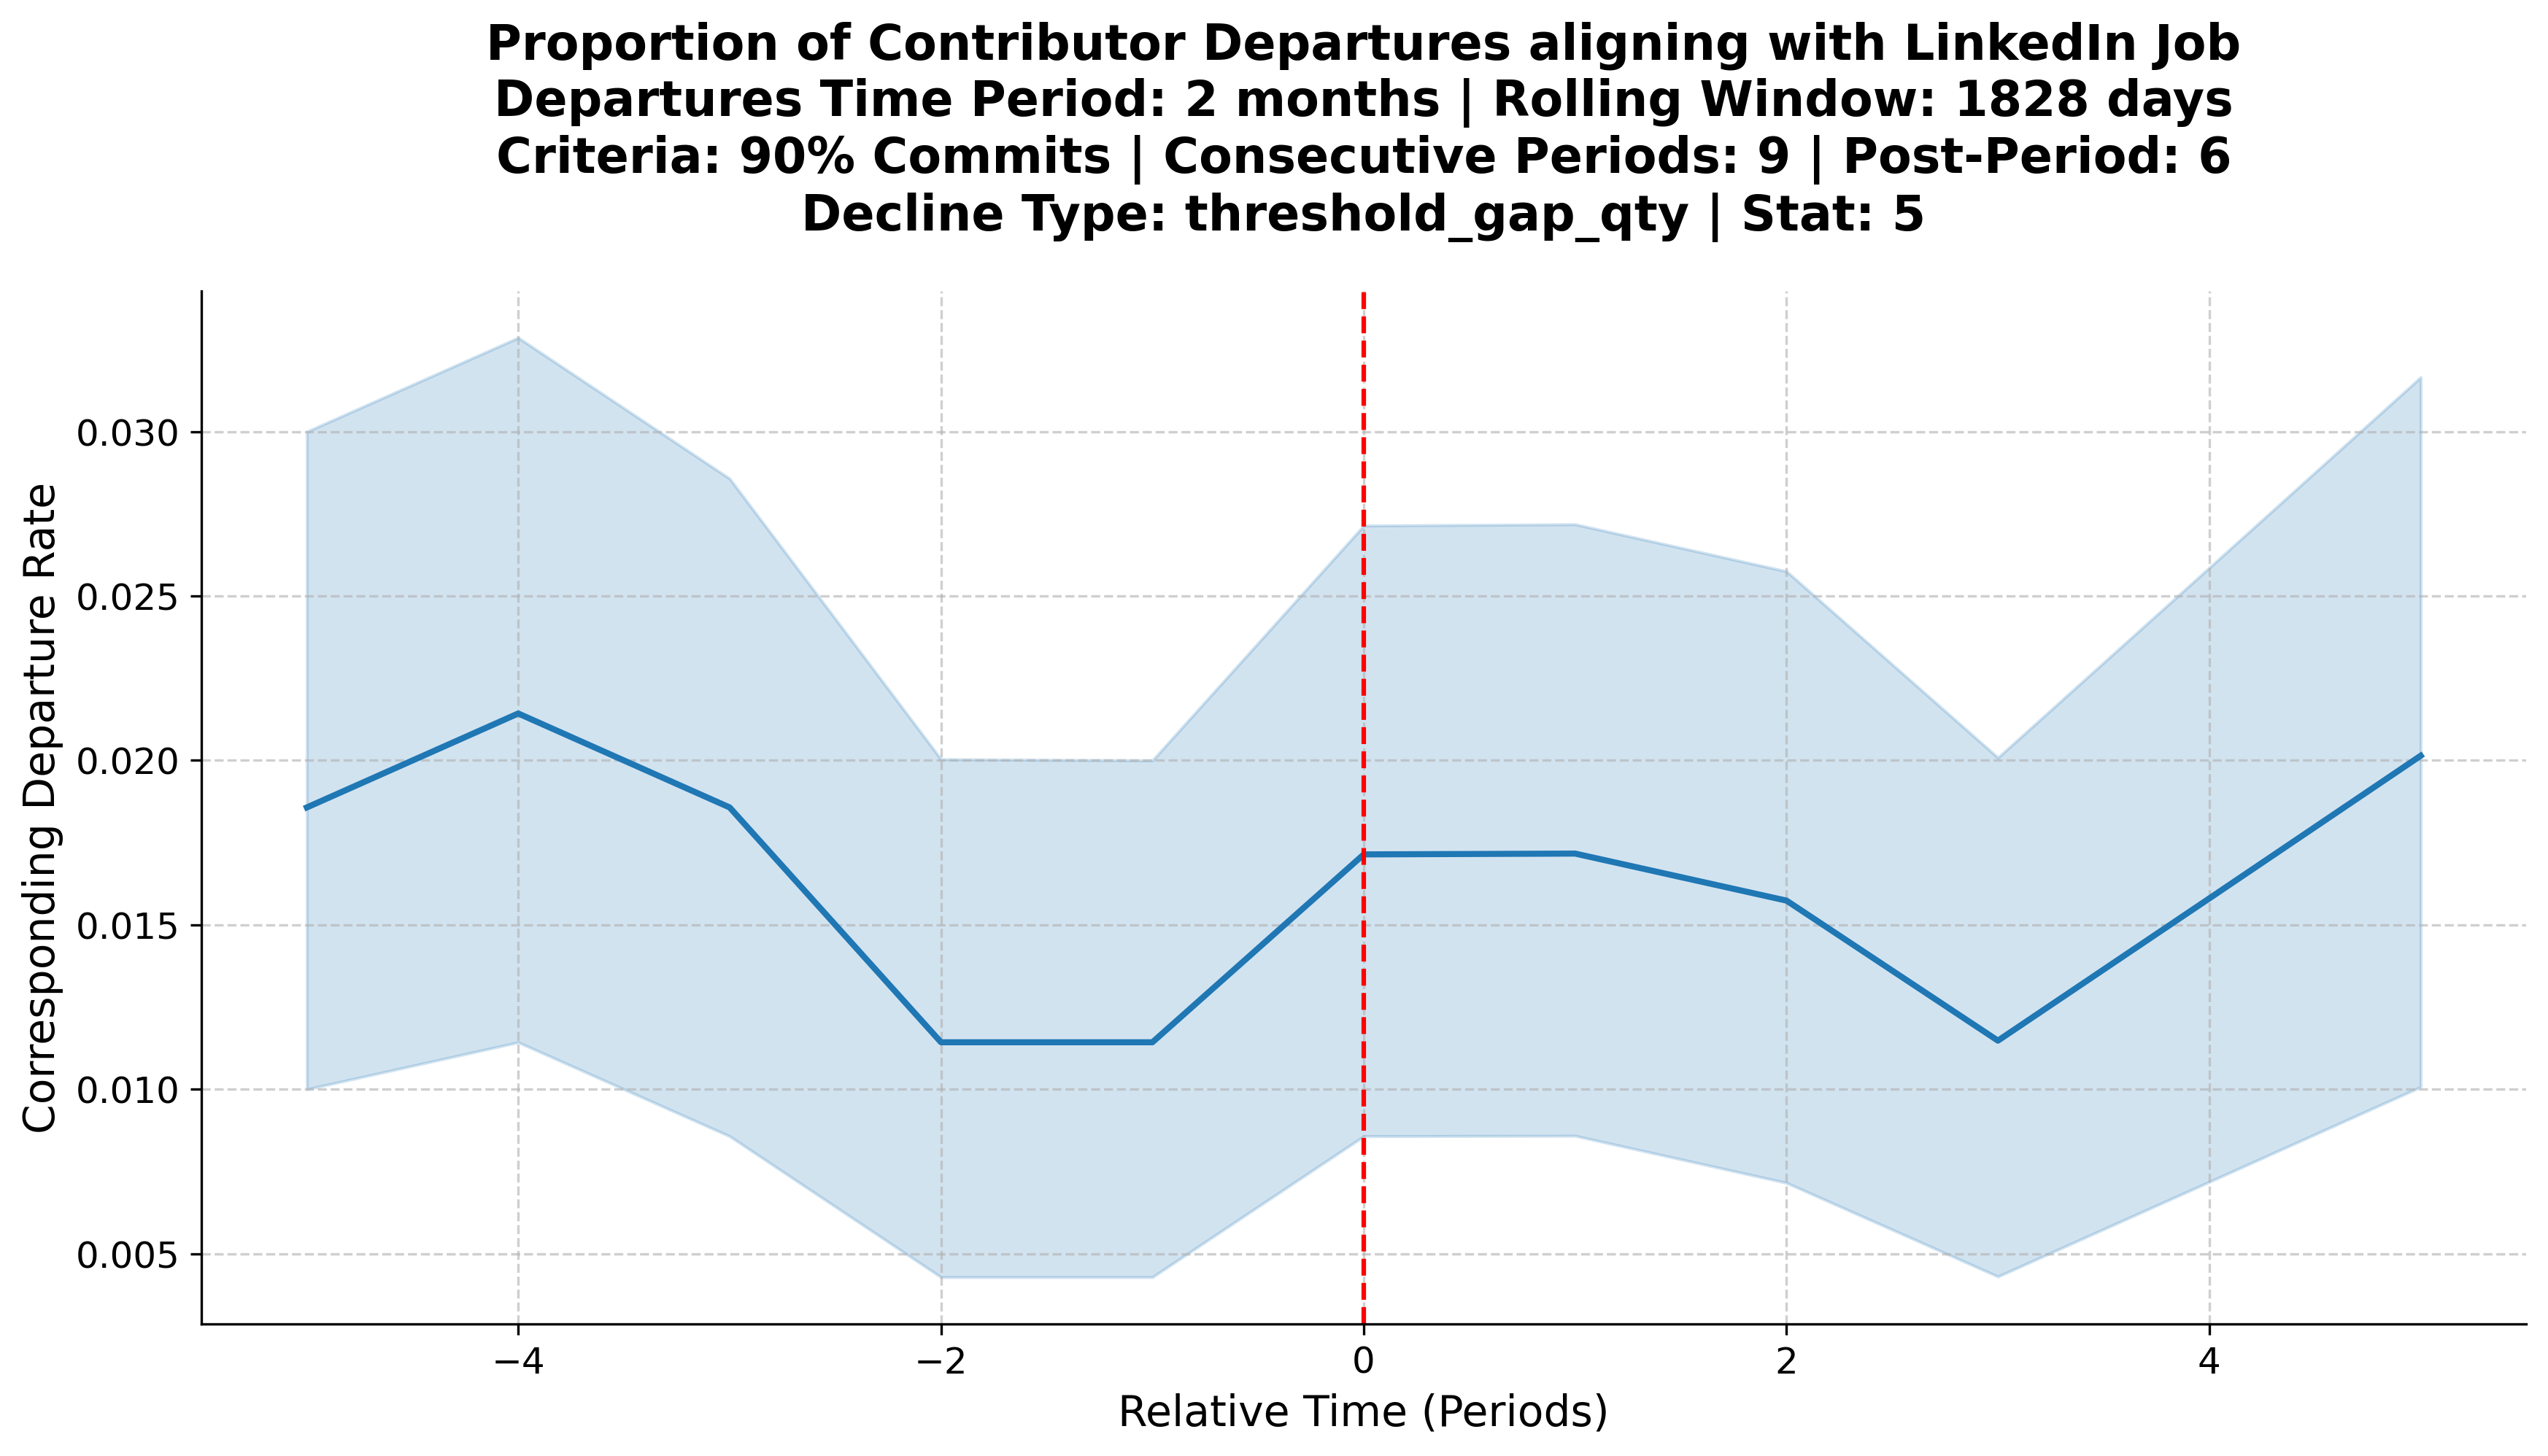 Proportion of Contributor Departures aligning with LinkedIn Job
Departures Time Period: 2 months | Rolling Window: 1828 days
Criteria: 90% Commits | Consecutive Periods: 9 | Post-Period: 6
Decline Type: threshold_gap_qty | Stat: 5
Corresponding Departure Rate
0.030
0.025
0.020
0.015
0.010
0.005
−4
−2
0
2
4
Relative Time (Periods)